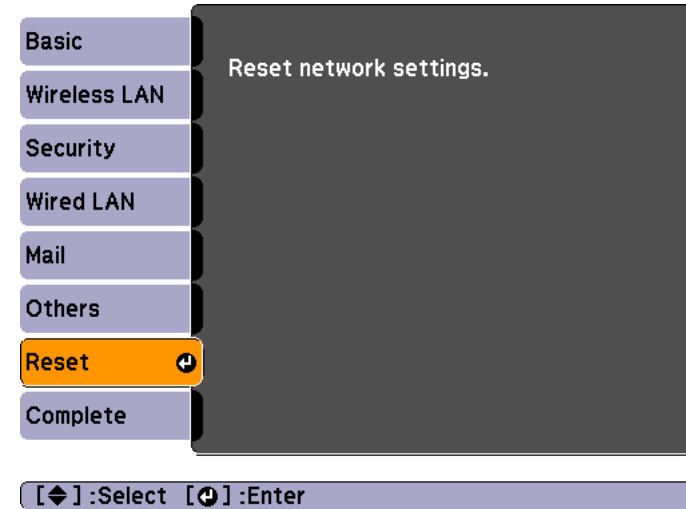 Basic
Reset network settings.
Wireless LAN
Security
Wired LAN
Mail
Others
Reset
Complete
[◆]:Select [⏎]:Enter